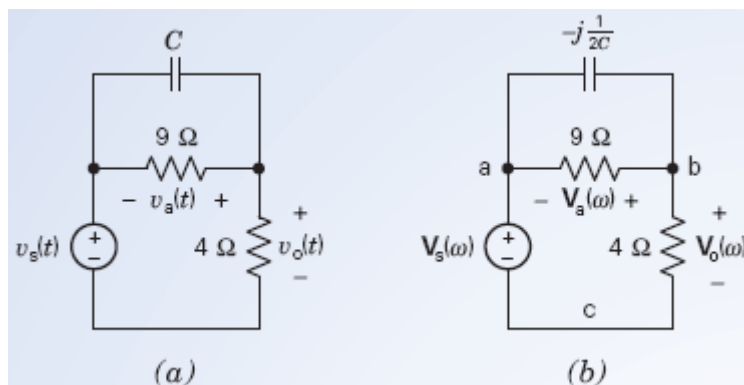 C
9 Ω
− v_a(t) +
v_s(t)
+
−
4 Ω
+
v_o(t)
−
(a)
−j 1/2C
9 Ω
a
b
− V_a(ω) +
V_s(ω)
+
−
4 Ω
+
V_o(ω)
−
c
(b)